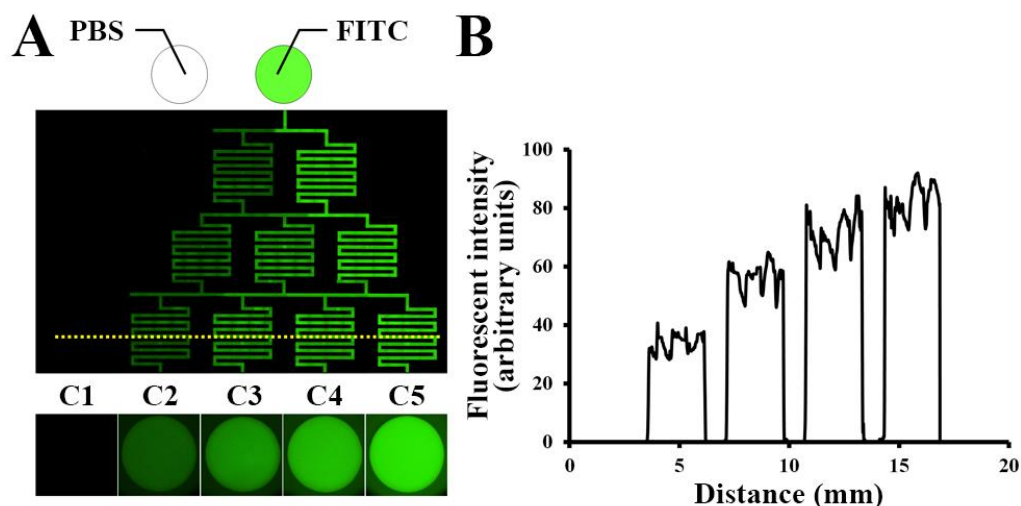 A
PBS
FITC
C1 C2 C3 C4 C5
B
Fluorescent intensity
(arbitrary units)
100
80
60
40
20
0
0 5 10 15 20
Distance (mm)